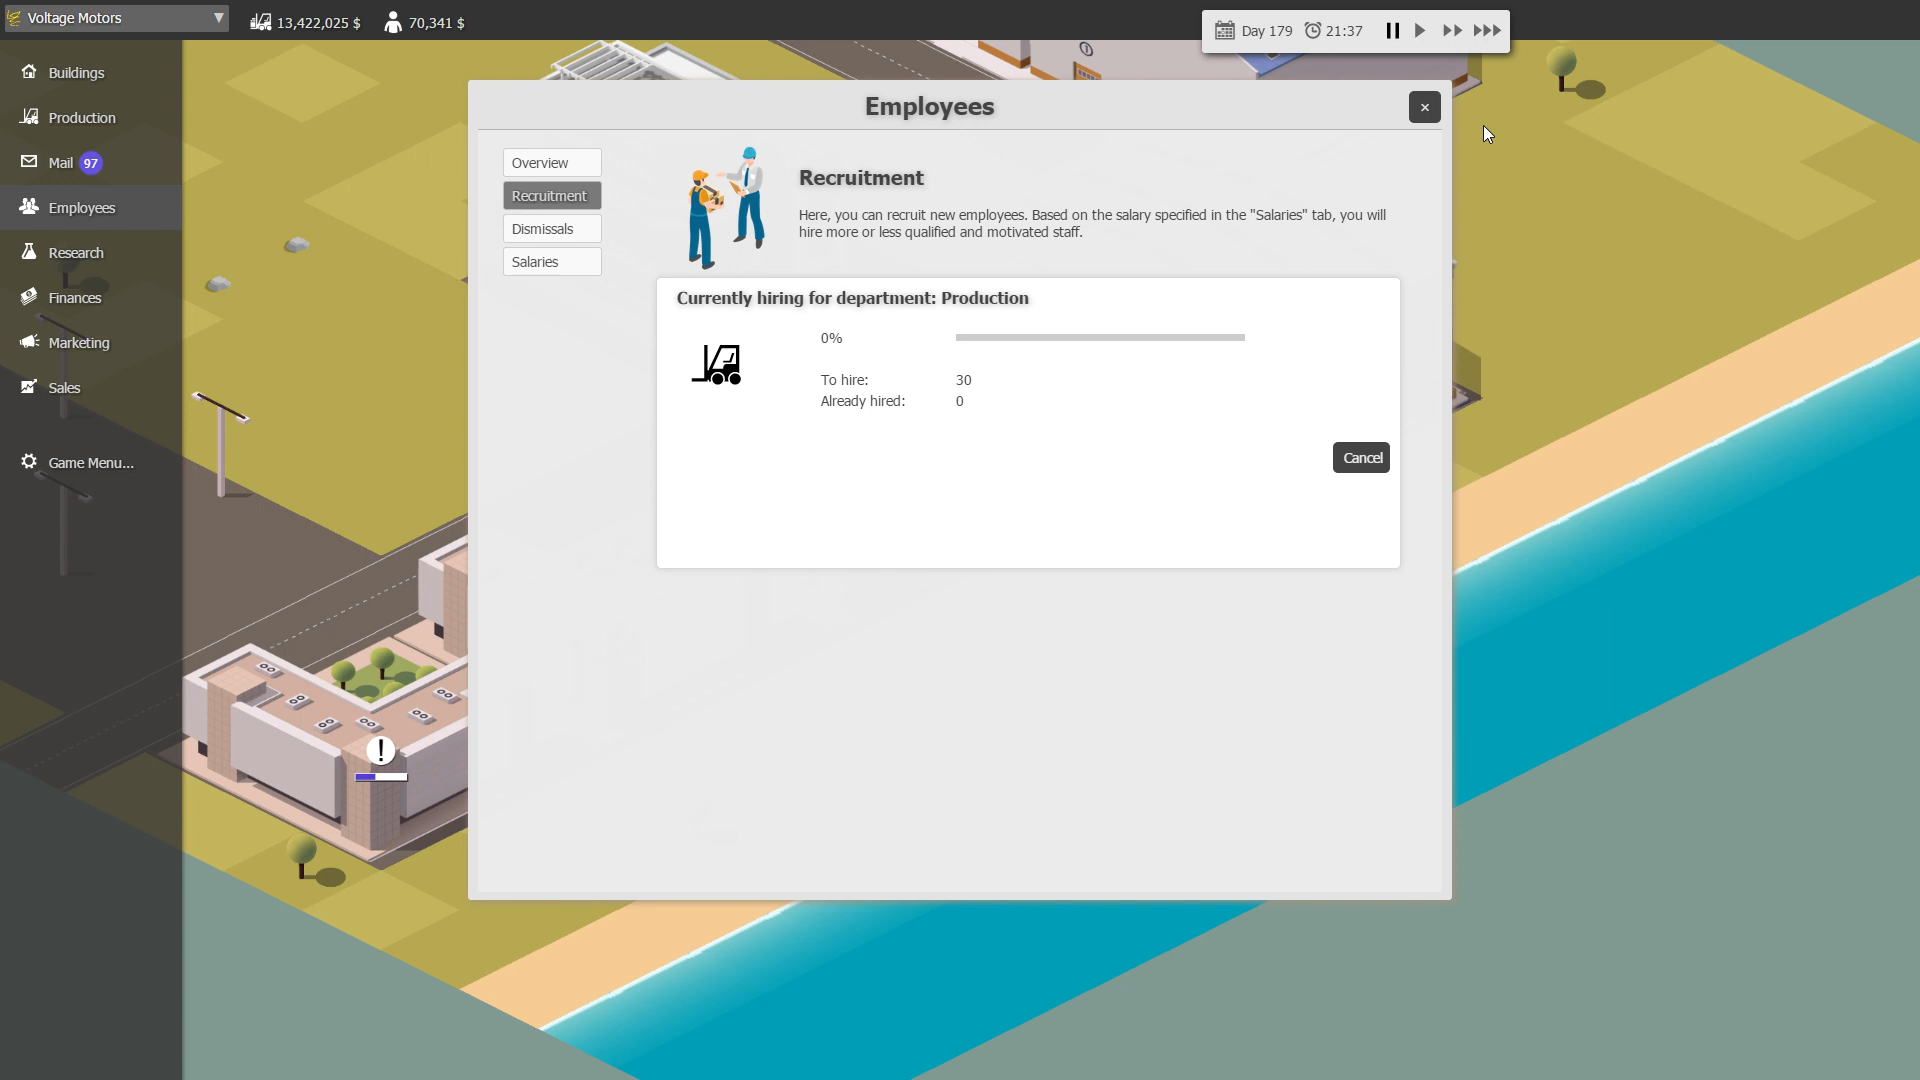 Voltage Motors
13,422,025 $
70,341 $
Day 179
21:37
Buildings
Production
Mail 97
Employees
Research
Finances
Marketing
Sales
Game Menu...
Employees
×
Overview
Recruitment
Dismissals
Salaries
Recruitment
Here, you can recruit new employees. Based on the salary specified in the "Salaries" tab, you will
hire more or less qualified and motivated staff.
Currently hiring for department: Production
0%
To hire: 30
Already hired: 0
Cancel
!